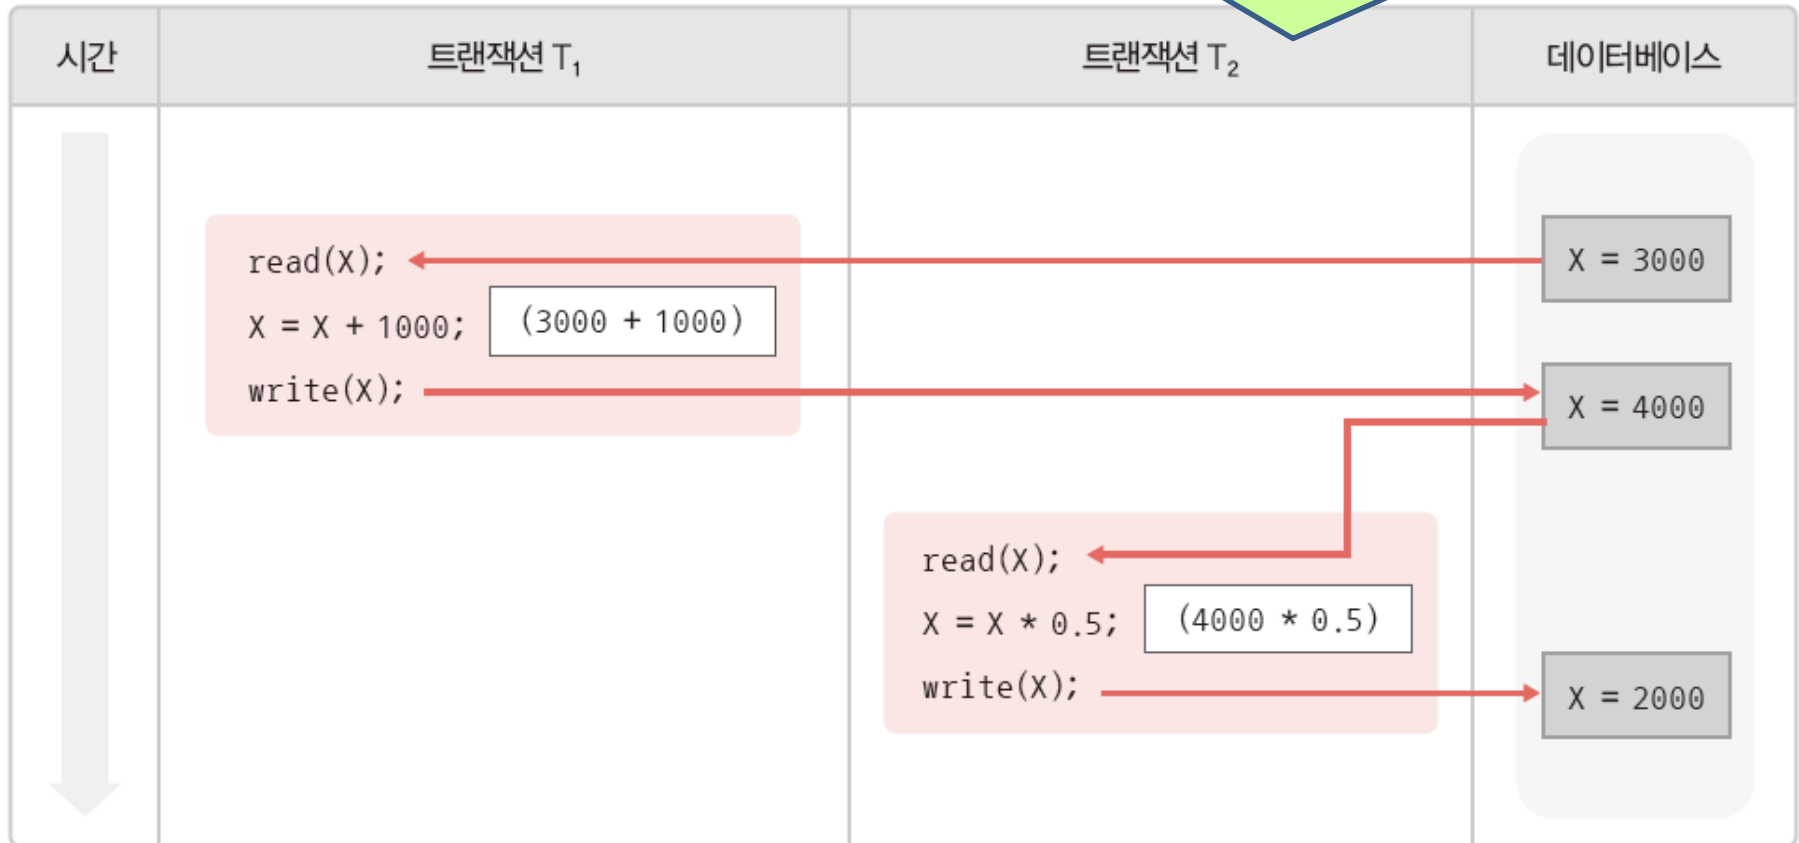 시간
트랜잭션 T₁
트랜잭션 T₂
데이터베이스
read(X);
X = 3000
X = X + 1000;
(3000 + 1000)
write(X);
X = 4000
read(X);
X = X * 0.5;
(4000 * 0.5)
write(X);
X = 2000